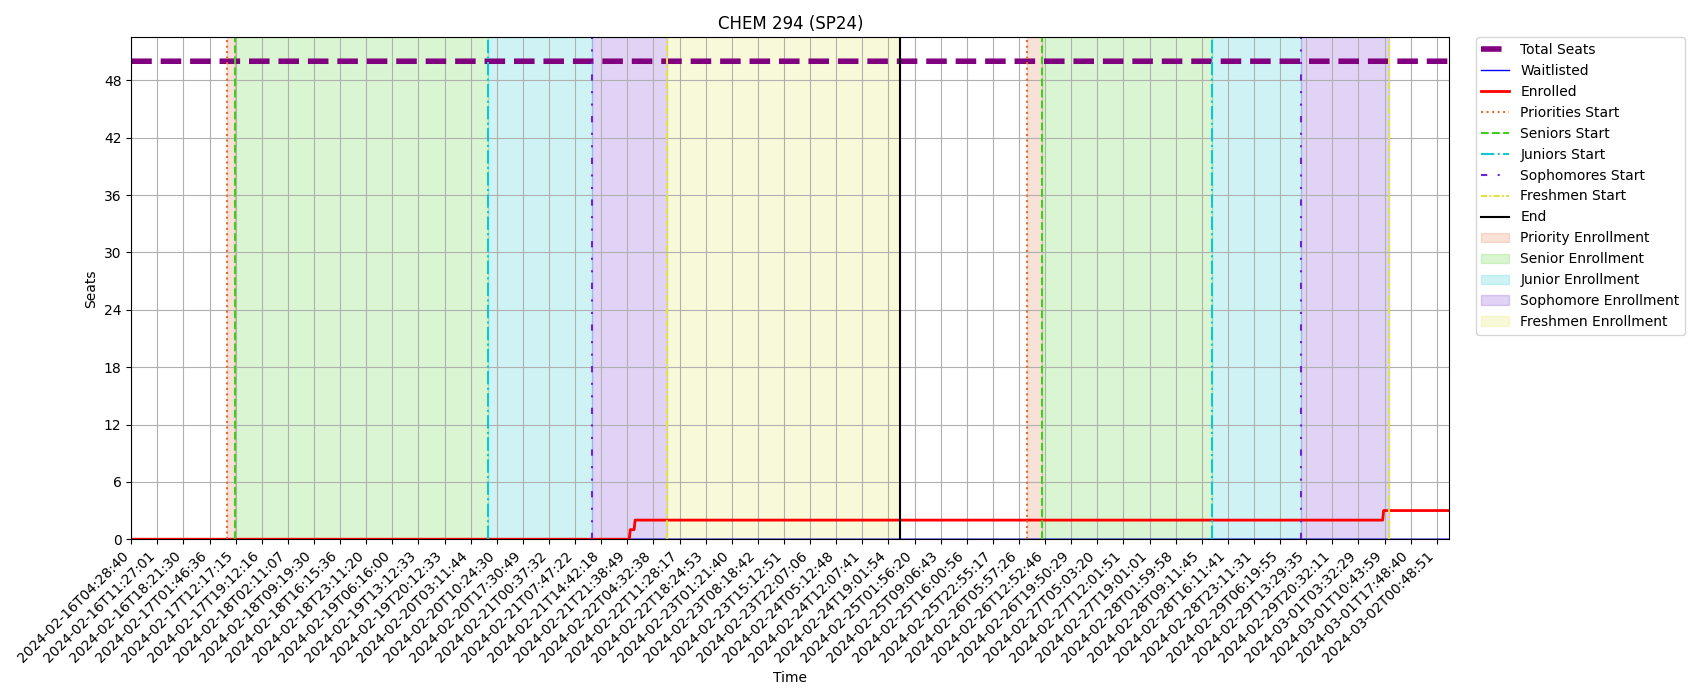 CHEM 294 (SP24)
Seats
48
42
36
30
24
18
12
6
0
2024-02-16T04:28:40
2024-02-16T11:27:01
2024-02-16T18:21:30
2024-02-17T01:46:36
2024-02-17T12:17:15
2024-02-17T19:12:16
2024-02-18T02:11:07
2024-02-18T09:19:30
2024-02-18T16:15:36
2024-02-18T23:11:20
2024-02-19T06:16:00
2024-02-19T13:12:33
2024-02-19T20:12:33
2024-02-20T03:11:44
2024-02-20T10:24:30
2024-02-20T17:30:49
2024-02-21T00:37:32
2024-02-21T07:47:22
2024-02-21T14:42:18
2024-02-21T21:38:49
2024-02-22T04:32:38
2024-02-22T11:28:17
2024-02-22T18:24:53
2024-02-23T01:21:40
2024-02-23T08:18:42
2024-02-23T15:12:51
2024-02-23T22:07:06
2024-02-24T05:12:48
2024-02-24T12:07:41
2024-02-24T19:01:54
2024-02-25T01:56:20
2024-02-25T09:06:43
2024-02-25T16:00:56
2024-02-25T22:55:17
2024-02-26T05:57:26
2024-02-26T12:52:46
2024-02-26T19:50:29
2024-02-27T05:03:20
2024-02-27T12:01:51
2024-02-27T19:01:01
2024-02-28T01:59:58
2024-02-28T09:11:45
2024-02-28T16:11:41
2024-02-28T23:11:31
2024-02-29T06:19:55
2024-02-29T13:29:35
2024-02-29T20:32:11
2024-03-01T03:32:29
2024-03-01T10:43:59
2024-03-01T17:48:40
2024-03-02T00:48:51
Time
Total Seats
Waitlisted
Enrolled
Priorities Start
Seniors Start
Juniors Start
Sophomores Start
Freshmen Start
End
Priority Enrollment
Senior Enrollment
Junior Enrollment
Sophomore Enrollment
Freshmen Enrollment